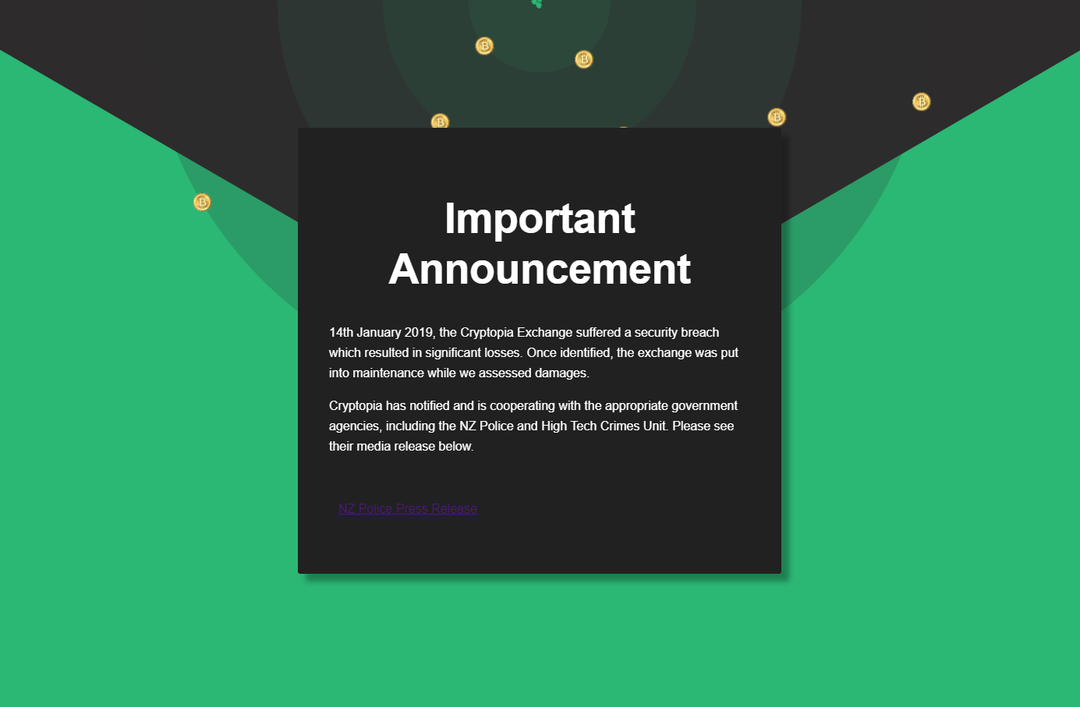 Important
Announcement
14th January 2019, the Cryptopia Exchange suffered a security breach
which resulted in significant losses. Once identified, the exchange was put
into maintenance while we assessed damages.
Cryptopia has notified and is cooperating with the appropriate government
agencies, including the NZ Police and High Tech Crimes Unit. Please see
their media release below.
NZ Police Press Release